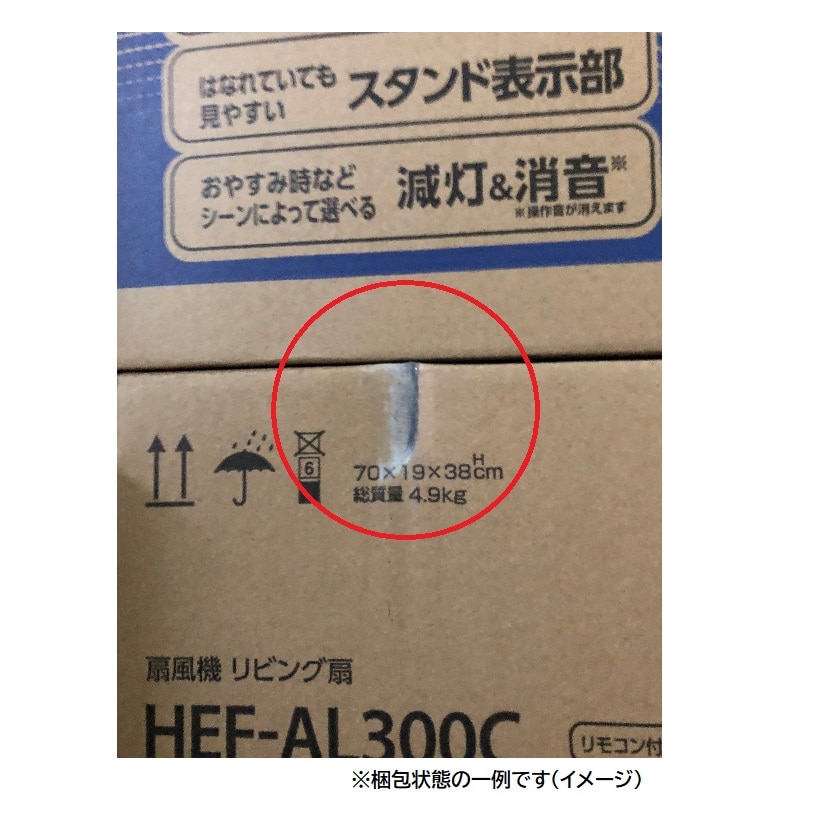 はなれていても
見やすい
スタンド表示部
おやすみ時など
シーンによって選べる
減灯&消音※
※操作音が消えます
6
70×19×38cm
H
総質量 4.9kg
扇風機 リビング扇
HEF-AL300C
リモコン付
※梱包状態の一例です(イメージ)